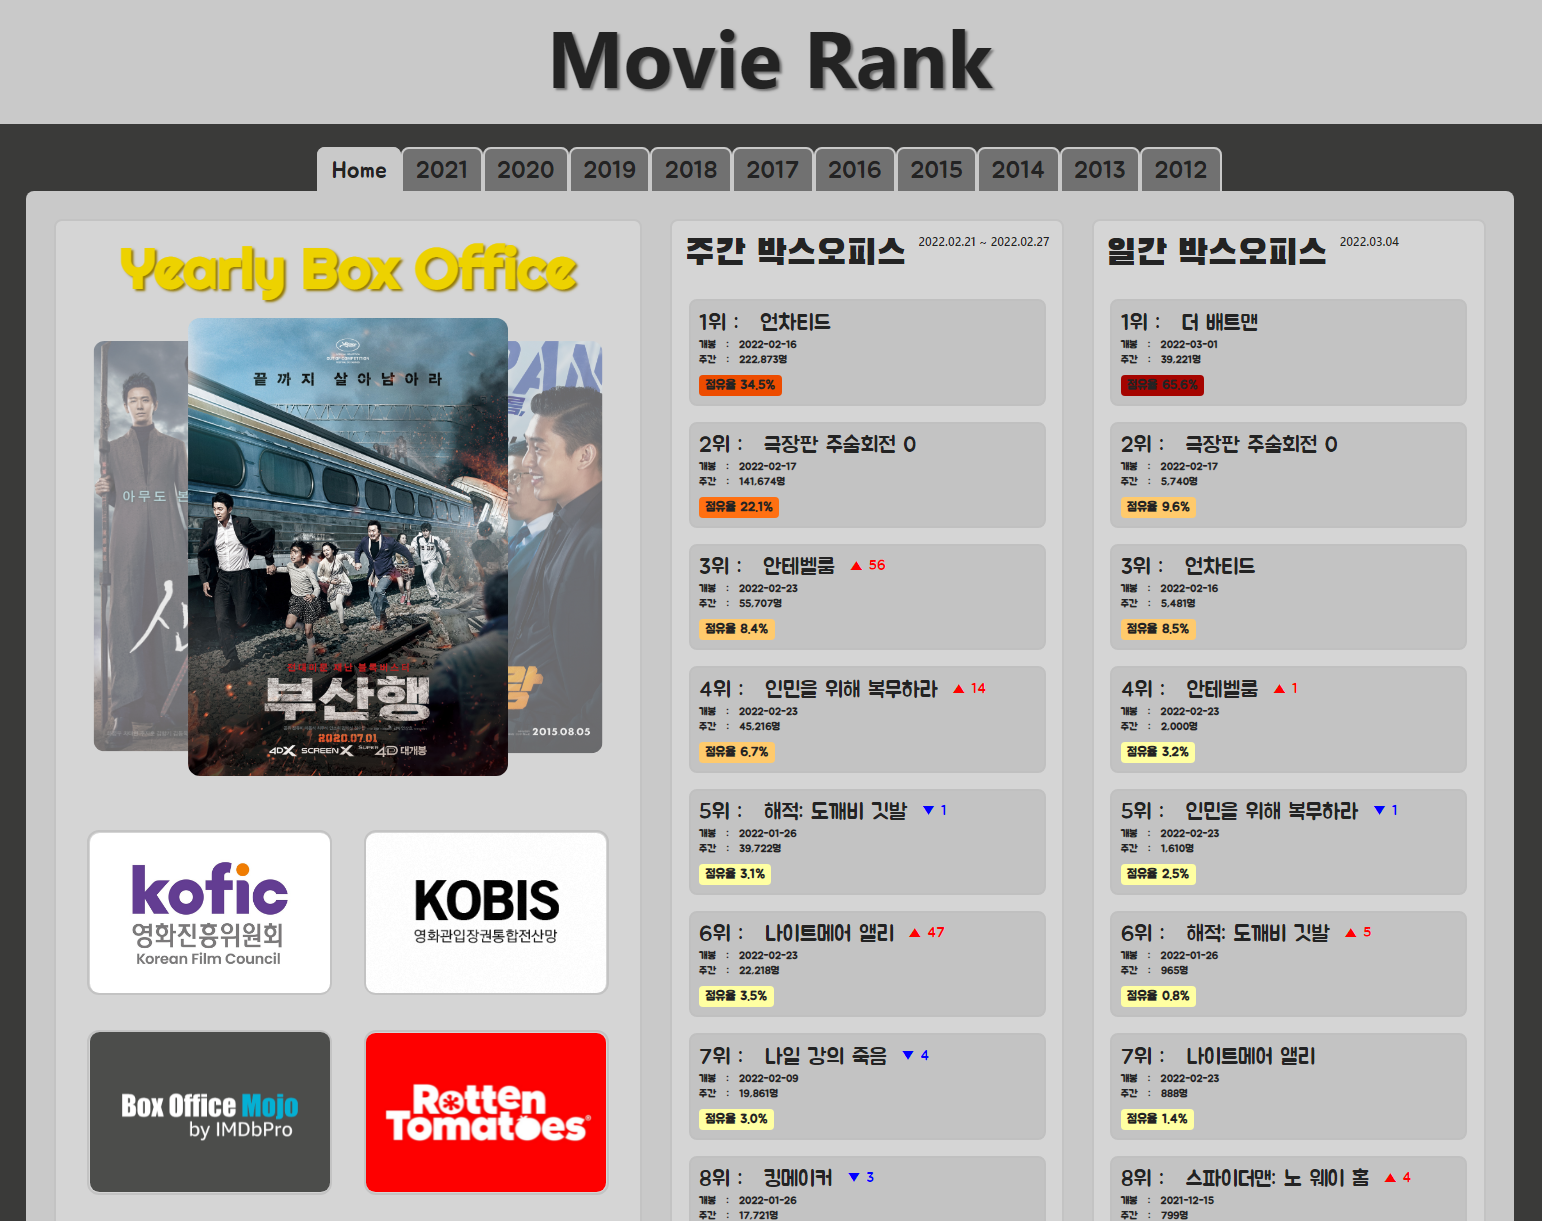 Movie Rank
Home 2021 2020 2019 2018 2017 2016 2015 2014 2013 2012
Yearly Box Office
아무도
끝까지 살아남아라
부산행
2020.07.01
4DX SCREENX SUPER 4D 대개봉
람
2015 08.05
kofic
영화진흥위원회
Korean Film Council
KOBIS
영화관입장권통합전산망
Box Office Mojo
by IMDbPro
Rotten
Tomatoes®
주간 박스오피스 2022.02.21 ~ 2022.02.27
1위 : 언차티드
개봉 : 2022-02-16
주간 : 222,873명
점유율 34.5%
2위 : 극장판 주술회전 0
개봉 : 2022-02-17
주간 : 141,674명
점유율 22.1%
3위 : 안테벨룸 ▲ 56
개봉 : 2022-02-23
주간 : 55,707명
점유율 8.4%
4위 : 인민을 위해 복무하라 ▲ 14
개봉 : 2022-02-23
주간 : 45,216명
점유율 6.7%
5위 : 해적: 도깨비 깃발 ▼ 1
개봉 : 2022-01-26
주간 : 39,722명
점유율 3.1%
6위 : 나이트메어 앨리 ▲ 47
개봉 : 2022-02-23
주간 : 22,218명
점유율 3.5%
7위 : 나일 강의 죽음 ▼ 4
개봉 : 2022-02-09
주간 : 19,861명
점유율 3.0%
8위 : 킹메이커 ▼ 3
개봉 : 2022-01-26
주간 : 17,721명
일간 박스오피스 2022.03.04
1위 : 더 배트맨
개봉 : 2022-03-01
주간 : 39,221명
점유율 65.6%
2위 : 극장판 주술회전 0
개봉 : 2022-02-17
주간 : 5,740명
점유율 9.6%
3위 : 언차티드
개봉 : 2022-02-16
주간 : 5,481명
점유율 8.5%
4위 : 안테벨룸 ▲ 1
개봉 : 2022-02-23
주간 : 2,000명
점유율 3.2%
5위 : 인민을 위해 복무하라 ▼ 1
개봉 : 2022-02-23
주간 : 1,610명
점유율 2.5%
6위 : 해적: 도깨비 깃발 ▲ 5
개봉 : 2022-01-26
주간 : 965명
점유율 0.8%
7위 : 나이트메어 앨리
개봉 : 2022-02-23
주간 : 888명
점유율 1.4%
8위 : 스파이더맨: 노 웨이 홈 ▲ 4
개봉 : 2021-12-15
주간 : 799명